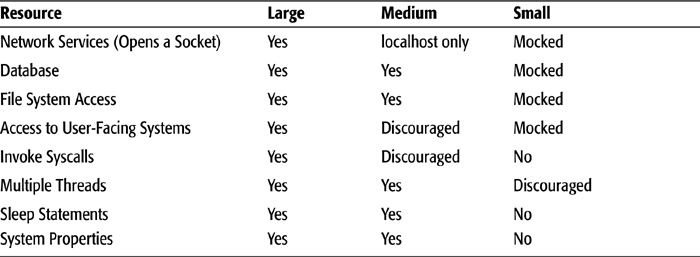 Resource Large Medium Small
Network Services (Opens a Socket) Yes localhost only Mocked
Database Yes Yes Mocked
File System Access Yes Yes Mocked
Access to User-Facing Systems Yes Discouraged Mocked
Invoke Syscalls Yes Discouraged No
Multiple Threads Yes Yes Discouraged
Sleep Statements Yes Yes No
System Properties Yes Yes No